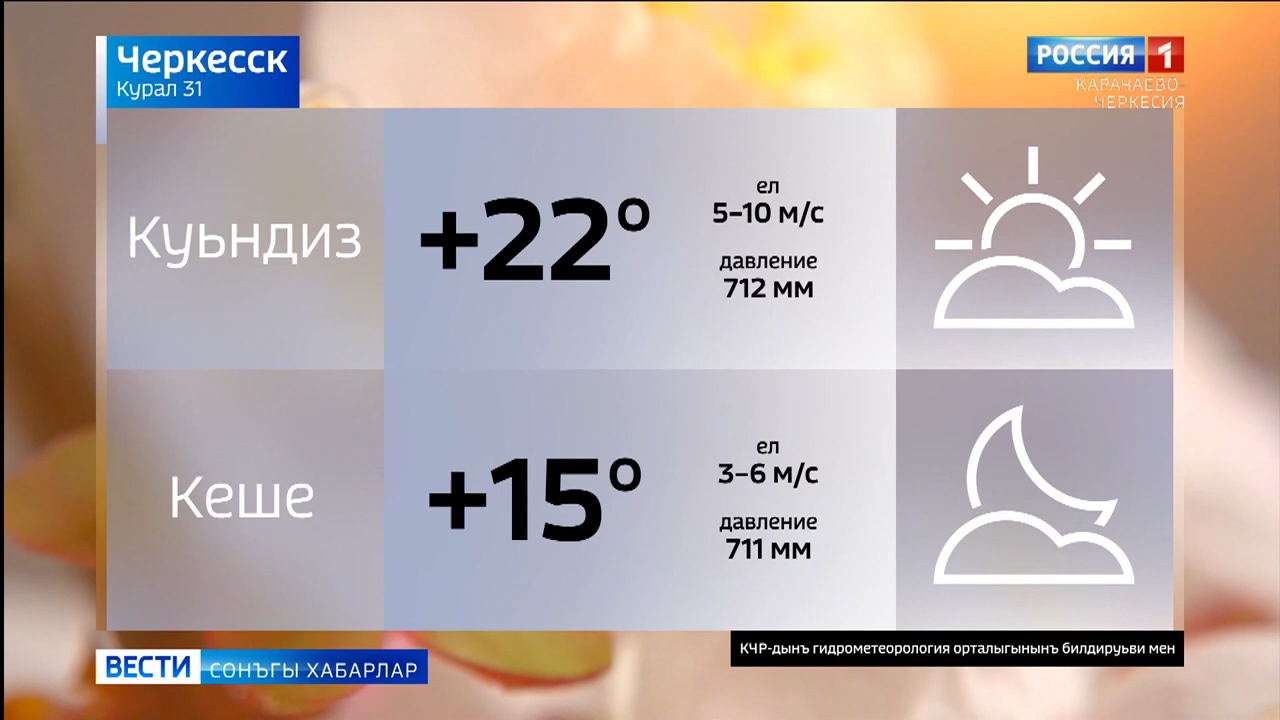 Черкесск
Курал 31
РОССИЯ 1
КАРАЧАЕВО-
ЧЕРКЕСИЯ
Куьндиз
+22°
ел
5-10 м/с
давление
712 мм
Кеше
+15°
ел
3-6 м/с
давление
711 мм
КЧР-дынъ гидрометеорология орталыгынынъ билдируьви мен
ВЕСТИ СОНЪГЫ ХАБАРЛАР